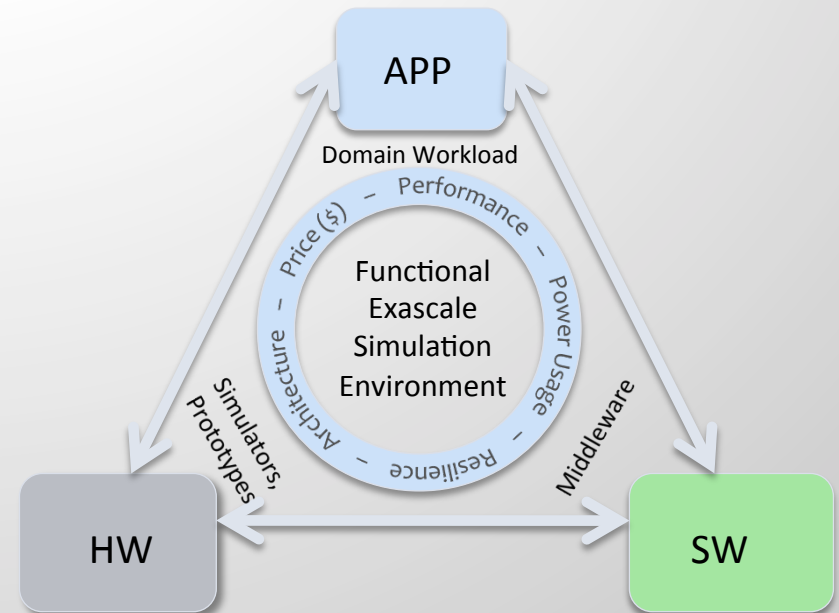 APP
Domain Workload
Price ($) – Performance – Power Usage – Resilience – Architecture –
Functional
Exascale
Simulation
Environment
Simulators,
Prototypes
Middleware
HW
SW